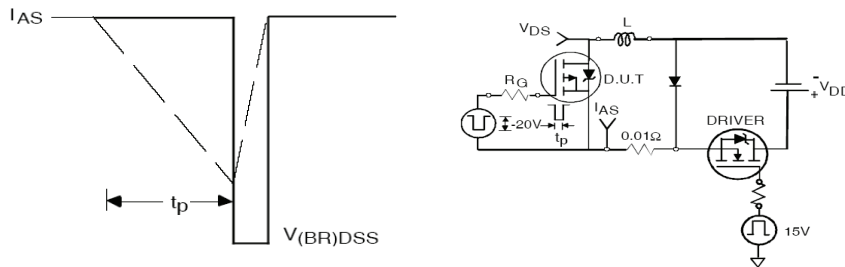 IAS
tp
V(BR)DSS
VDS
L
RG
D.U.T
IAS
-20V
tp
0.01Ω
DRIVER
-
+
VDD
15V